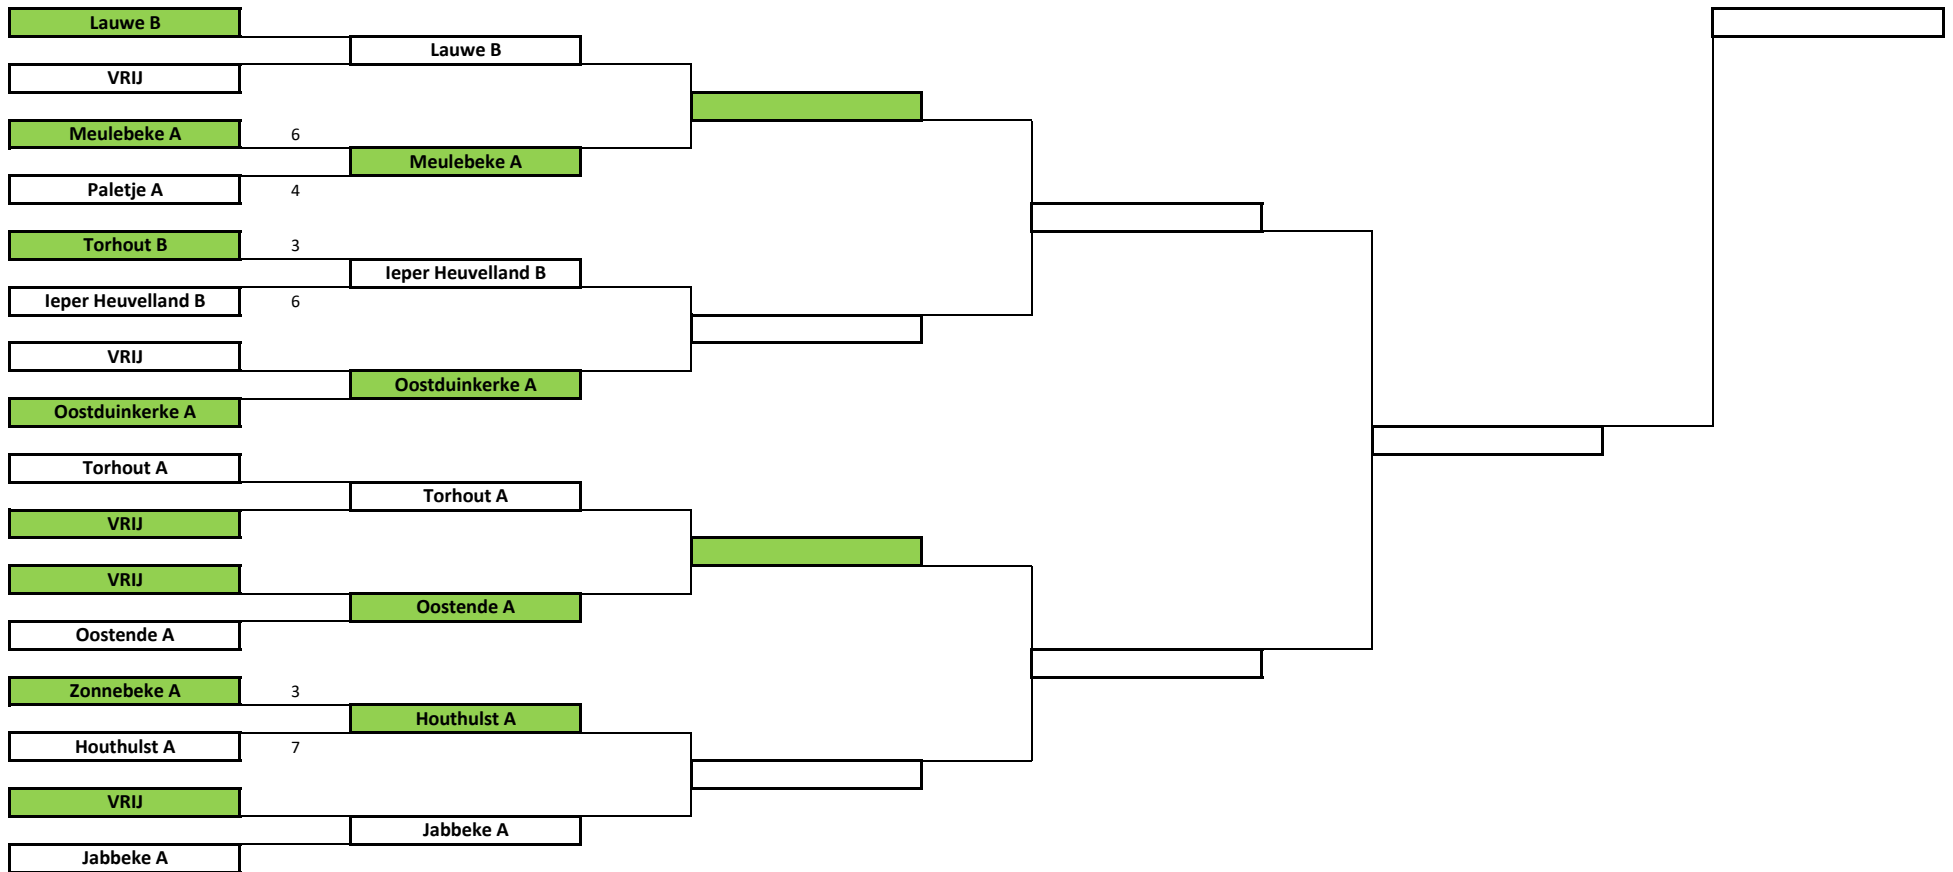 Lauwe B
Lauwe B
VRIJ
Meulebeke A 6
Meulebeke A
Paletje A 4
Torhout B 3
Ieper Heuvelland B
Ieper Heuvelland B 6
VRIJ
Oostduinkerke A
Oostduinkerke A
Torhout A
Torhout A
VRIJ
VRIJ
Oostende A
Oostende A
Zonnebeke A 3
Houthulst A
Houthulst A 7
VRIJ
Jabbeke A
Jabbeke A